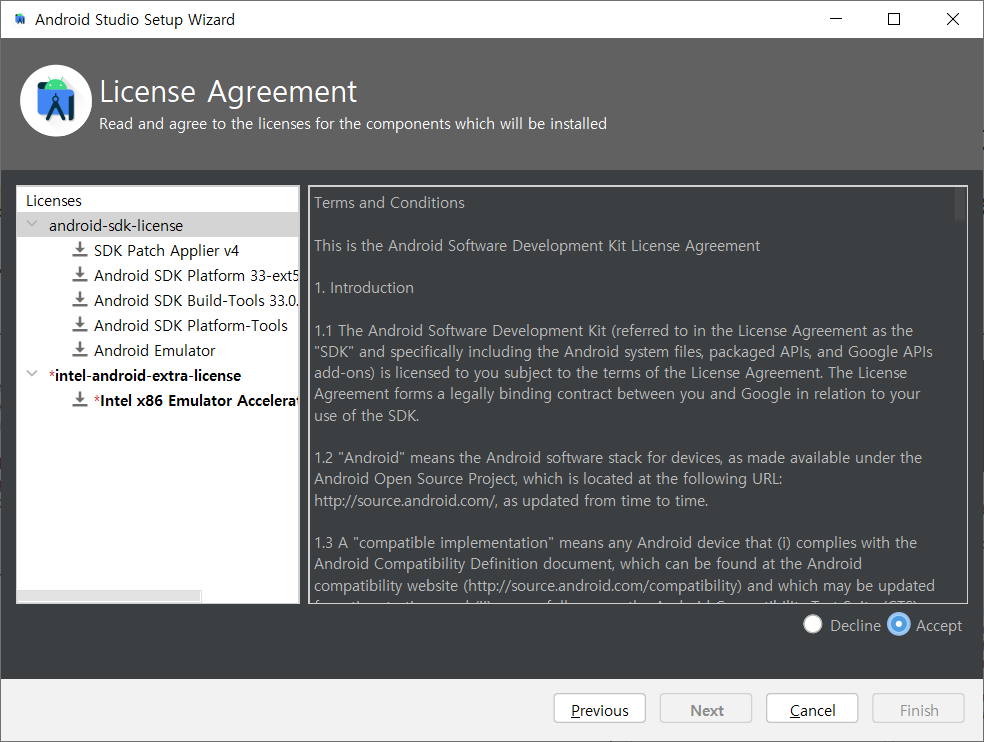 Android Studio Setup Wizard
License Agreement
Read and agree to the licenses for the components which will be installed
Licenses
android-sdk-license
SDK Patch Applier v4
Android SDK Platform 33-ext5
Android SDK Build-Tools 33.0.
Android SDK Platform-Tools
Android Emulator
*intel-android-extra-license
*Intel x86 Emulator Accelerat
Terms and Conditions
This is the Android Software Development Kit License Agreement
1. Introduction
1.1 The Android Software Development Kit (referred to in the License Agreement as the
"SDK" and specifically including the Android system files, packaged APIs, and Google APIs
add-ons) is licensed to you subject to the terms of the License Agreement. The License
Agreement forms a legally binding contract between you and Google in relation to your
use of the SDK.
1.2 "Android" means the Android software stack for devices, as made available under the
Android Open Source Project, which is located at the following URL:
http://source.android.com/, as updated from time to time.
1.3 A "compatible implementation" means any Android device that (i) complies with the
Android Compatibility Definition document, which can be found at the Android
compatibility website (http://source.android.com/compatibility) and which may be updated
Decline
Accept
Previous
Next
Cancel
Finish